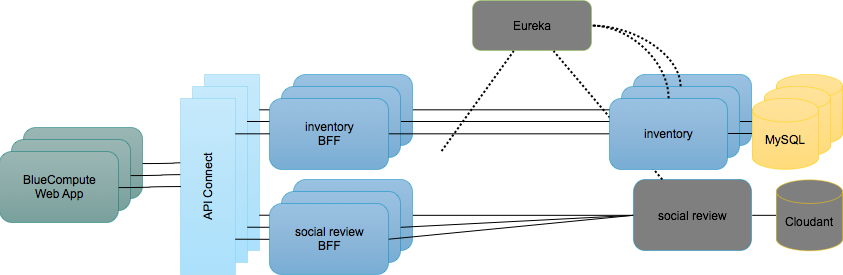 Eureka
inventory
BFF
inventory
MySQL
BlueCompute
Web App
API Connect
social review
BFF
social review
Cloudant